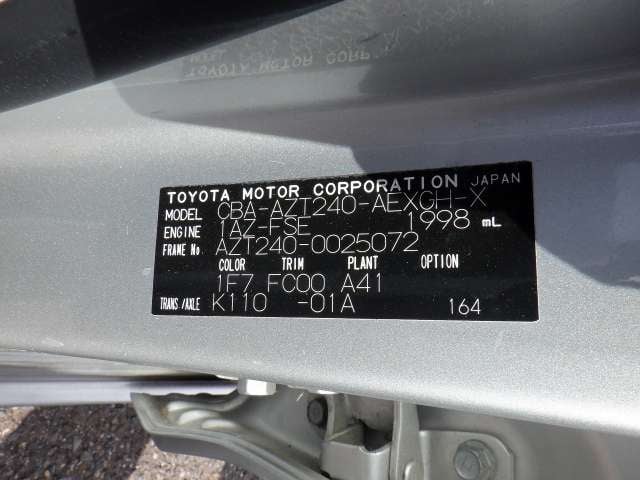 TOYOTA MOTOR CORPORATION JAPAN
MODEL CBA-AZT240-AEXGH-X
ENGINE 1AZ-FSE 1998 mL
FRAME No AZT240-0025072
COLOR TRIM PLANT OPTION
1F7 FC00 A41
TRANS./AXLE K110 -01A 164